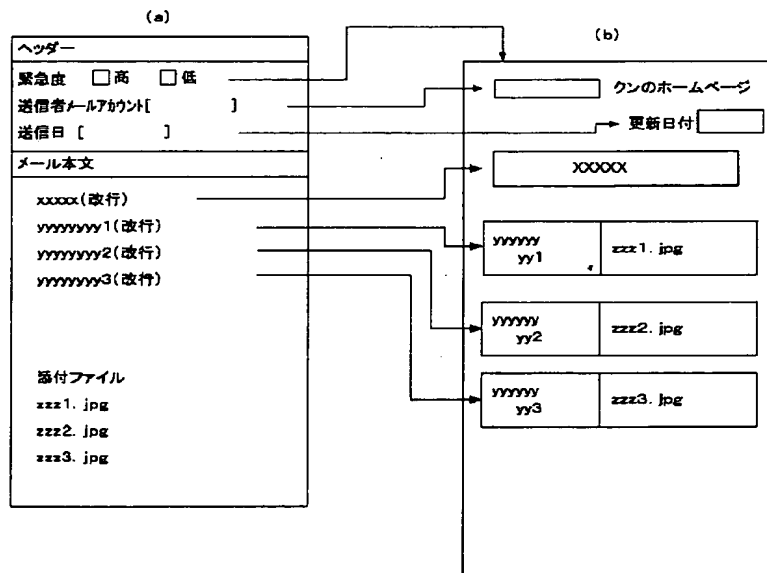 (a)
ヘッダー
緊急度 □高 □低
送信者メールアカウント[ ]
送信日 [ ]
メール本文
xxxxx(改行)
yyyyyyyy1(改行)
yyyyyyyy2(改行)
yyyyyyyy3(改行)
添付ファイル
zzz1. jpg
zzz2. jpg
zzz3. jpg
(b)
クンのホームページ
更新日付
XXXXX
yyyyyy
yy1
zzz1. jpg
yyyyyy
yy2
zzz2. jpg
yyyyyy
yy3
zzz3. jpg